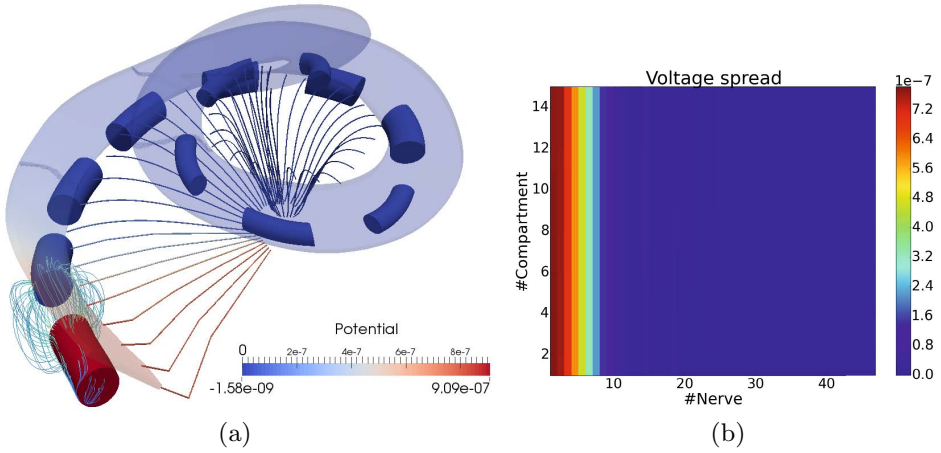 Potential
0 2e-7 4e-7 6e-7 8e-7
-1.58e-09 9.09e-07
(a)
Voltage spread
1e−7
#Compartment
14
12
10
8
6
4
2
10 20 30 40
#Nerve
7.2
6.4
5.6
4.8
4.0
3.2
2.4
1.6
0.8
0.0
(b)